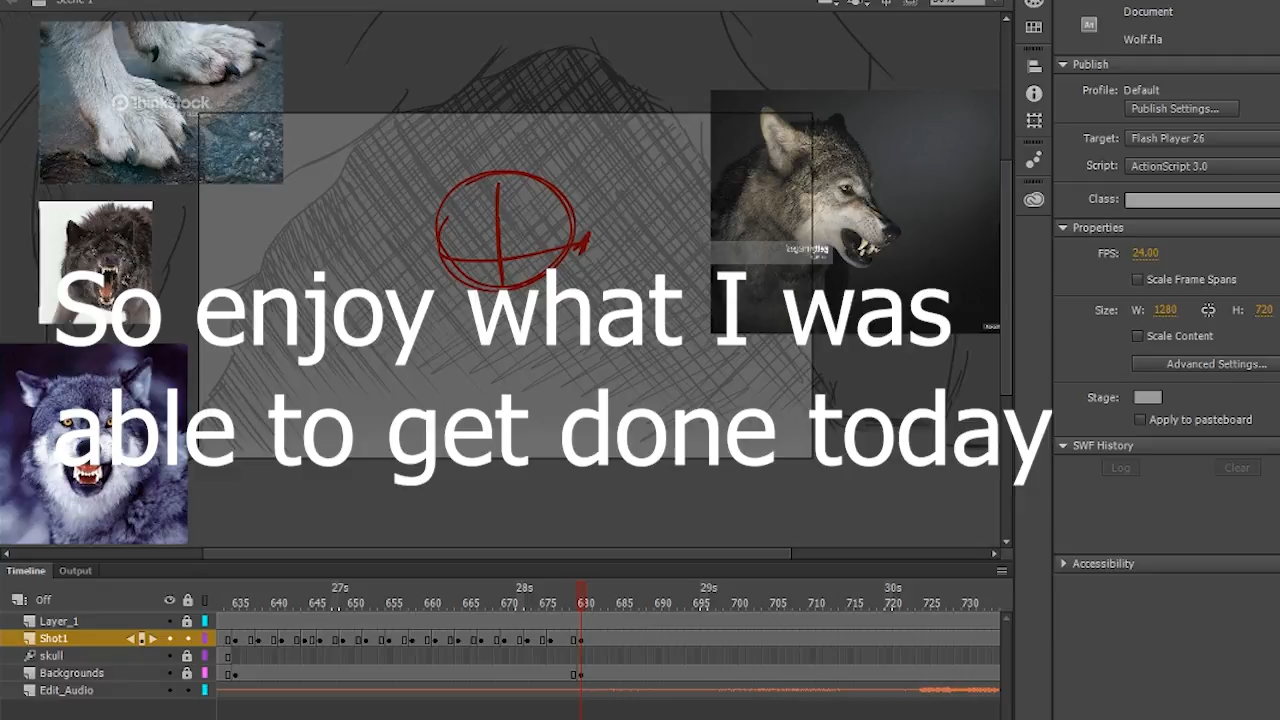 Scene 1
Document
Wolf.fla
An
Publish
Profile: Default
Publish Settings...
Target: Flash Player 26
Script: ActionScript 3.0
Class:
Properties
FPS: 24.00
Scale Frame Spans
Size: W: 1280 H: 720
Scale Content
Advanced Settings...
Stage:
Apply to pasteboard
SWF History
Log Clear
Accessibility
Thinkstock
So enjoy what I was
able to get done today
Timeline Output
27s 28s 29s 30s
Off 635 640 645 650 655 660 665 670 675 680 685 690 695 700 705 710 715 720 725 730
Layer_1
Shot1
skull
Backgrounds
Edit_Audio